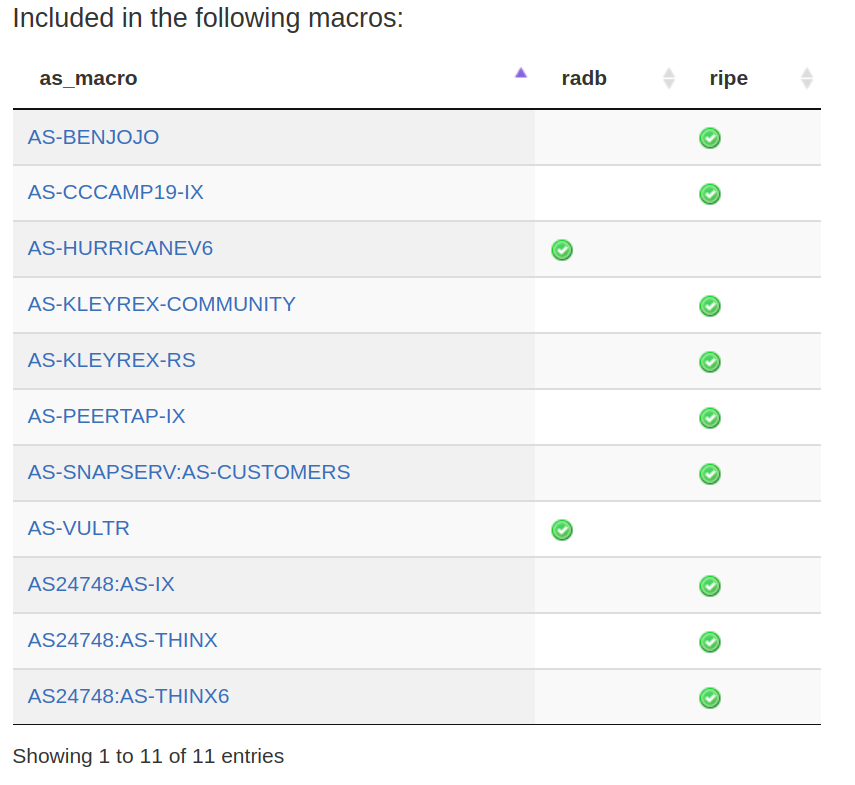 Included in the following macros:
as_macro radb ripe
AS-BENJOJO
AS-CCCAMP19-IX
AS-HURRICANEV6
AS-KLEYREX-COMMUNITY
AS-KLEYREX-RS
AS-PEERTAP-IX
AS-SNAPSERV:AS-CUSTOMERS
AS-VULTR
AS24748:AS-IX
AS24748:AS-THINX
AS24748:AS-THINX6
Showing 1 to 11 of 11 entries